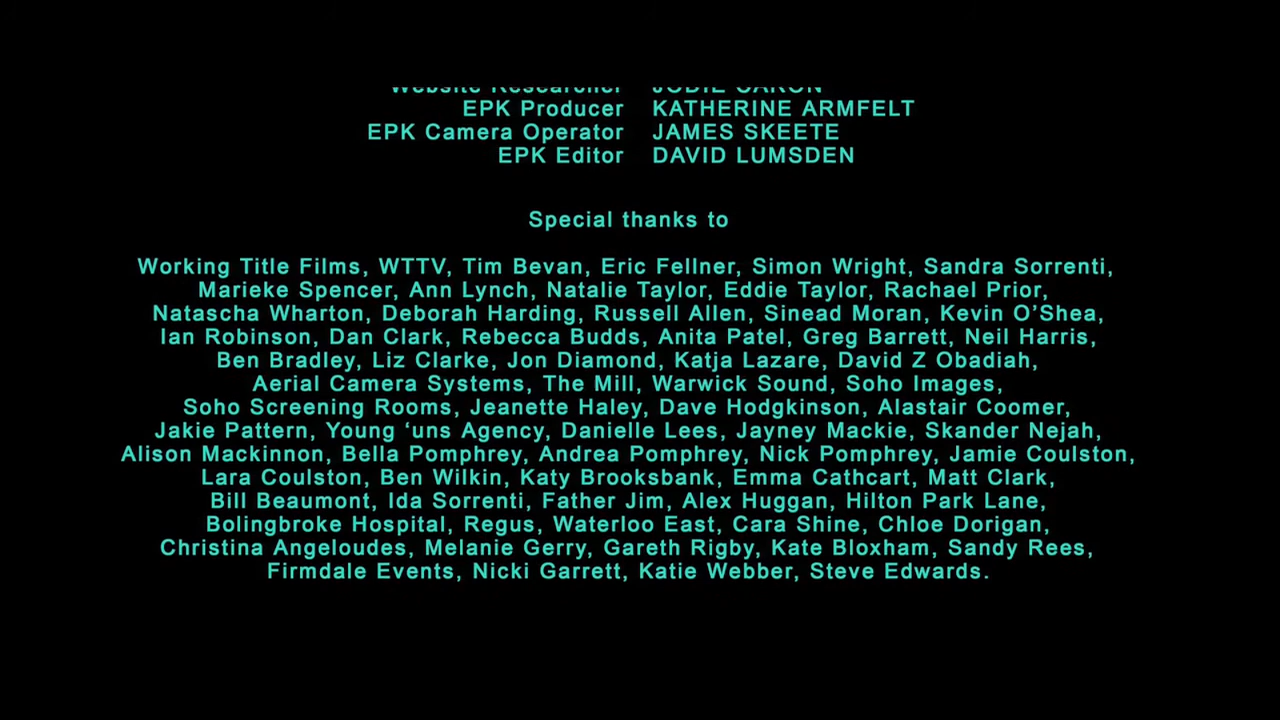 Website Researcher JODIE CARON
EPK Producer KATHERINE ARMFELT
EPK Camera Operator JAMES SKEETE
EPK Editor DAVID LUMSDEN
Special thanks to
Working Title Films, WTTV, Tim Bevan, Eric Fellner, Simon Wright, Sandra Sorrenti,
Marieke Spencer, Ann Lynch, Natalie Taylor, Eddie Taylor, Rachael Prior,
Natascha Wharton, Deborah Harding, Russell Allen, Sinead Moran, Kevin O’Shea,
Ian Robinson, Dan Clark, Rebecca Budds, Anita Patel, Greg Barrett, Neil Harris,
Ben Bradley, Liz Clarke, Jon Diamond, Katja Lazare, David Z Obadiah,
Aerial Camera Systems, The Mill, Warwick Sound, Soho Images,
Soho Screening Rooms, Jeanette Haley, Dave Hodgkinson, Alastair Coomer,
Jakie Pattern, Young ‘uns Agency, Danielle Lees, Jayney Mackie, Skander Nejah,
Alison Mackinnon, Bella Pomphrey, Andrea Pomphrey, Nick Pomphrey, Jamie Coulston,
Lara Coulston, Ben Wilkin, Katy Brooksbank, Emma Cathcart, Matt Clark,
Bill Beaumont, Ida Sorrenti, Father Jim, Alex Huggan, Hilton Park Lane,
Bolingbroke Hospital, Regus, Waterloo East, Cara Shine, Chloe Dorigan,
Christina Angeloudes, Melanie Gerry, Gareth Rigby, Kate Bloxham, Sandy Rees,
Firmdale Events, Nicki Garrett, Katie Webber, Steve Edwards.